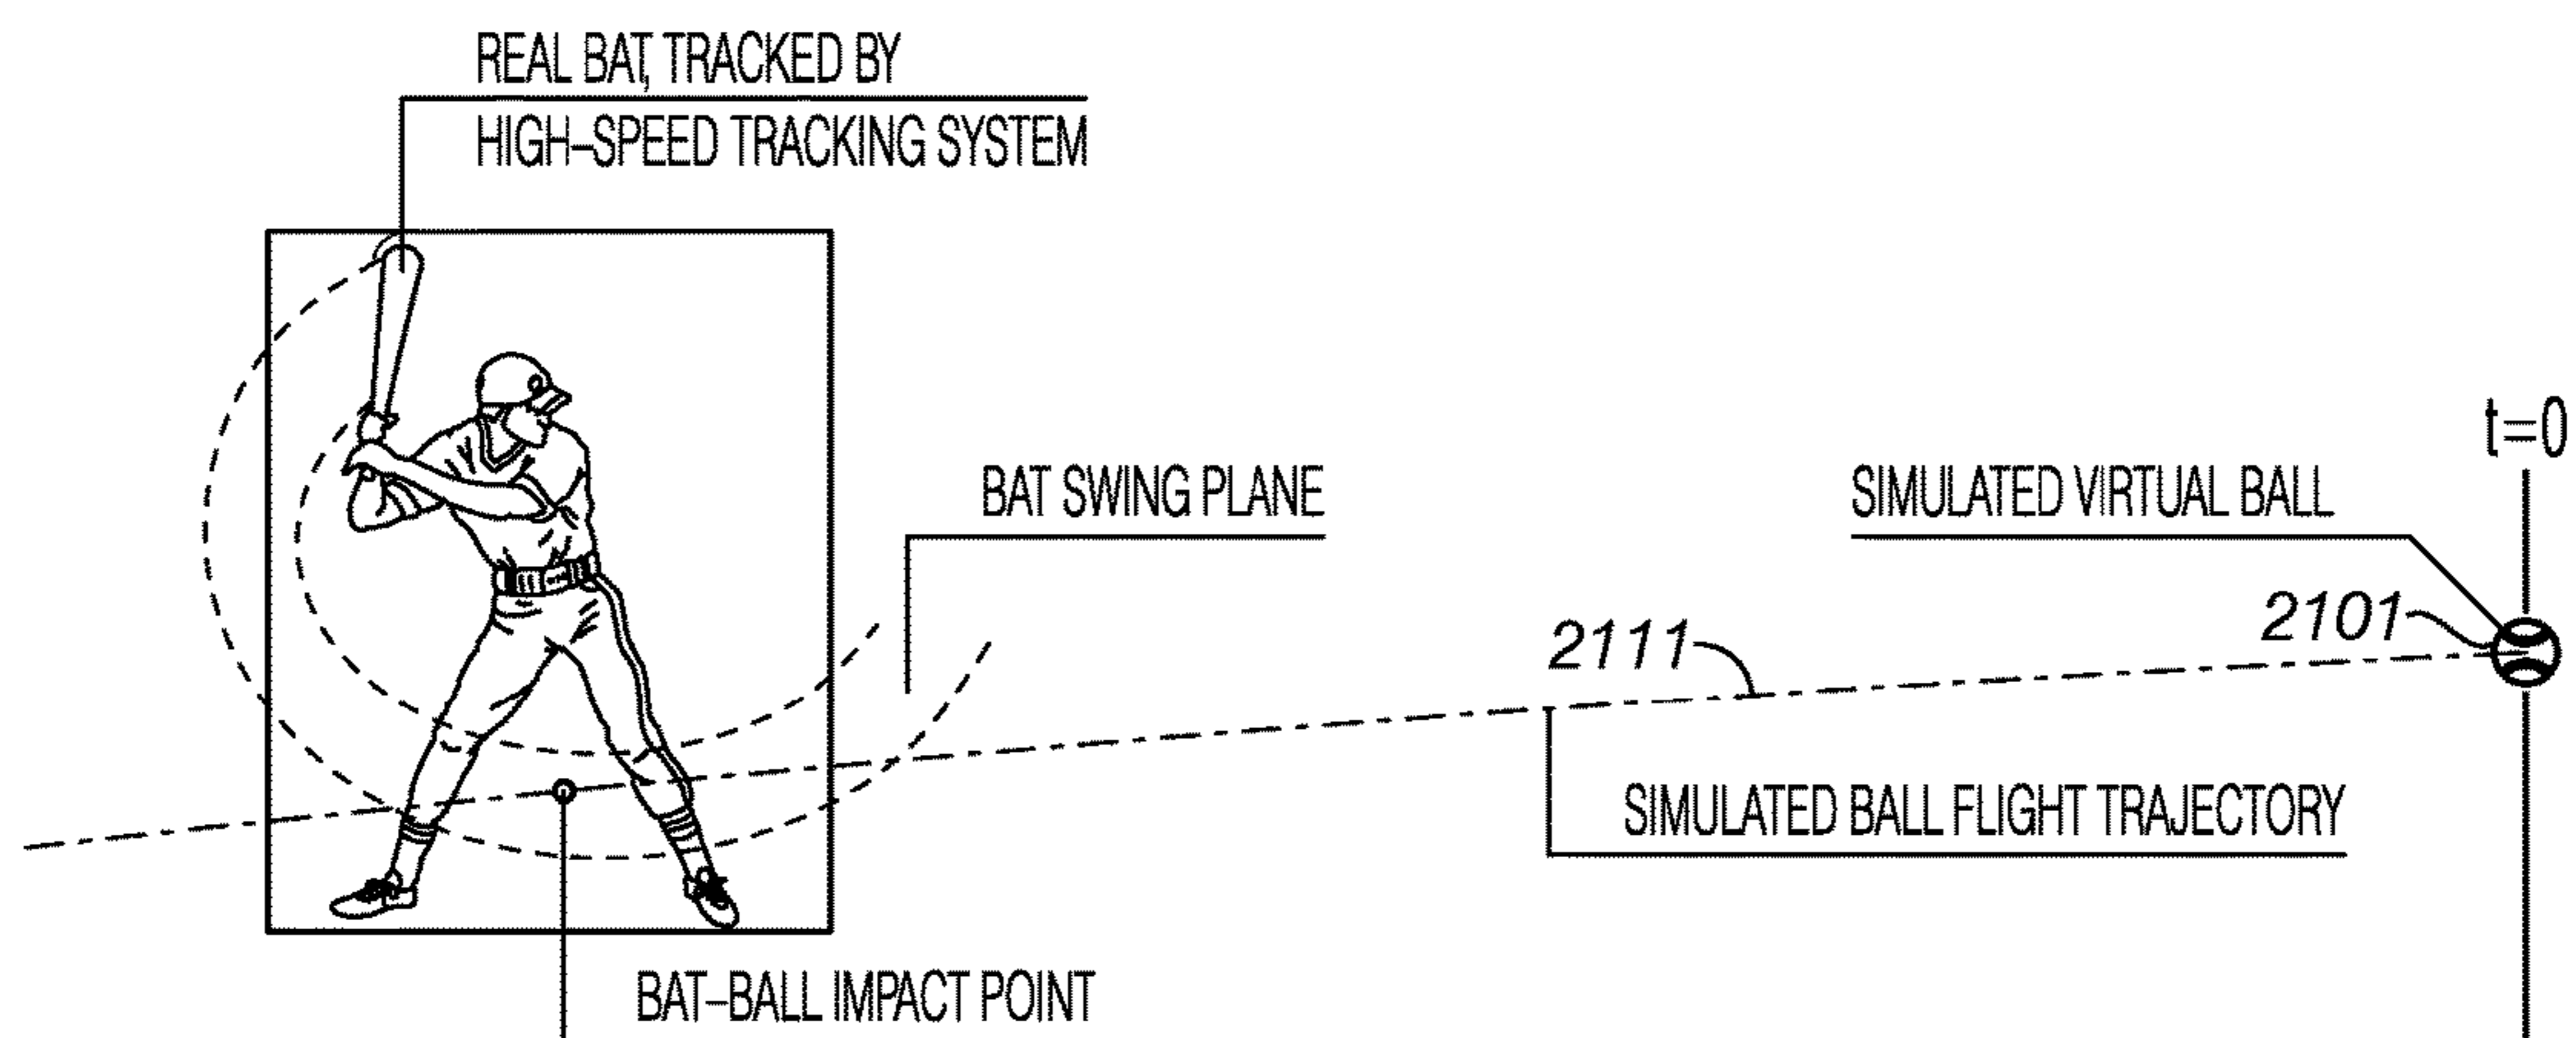 REAL BAT, TRACKED BY
HIGH-SPEED TRACKING SYSTEM
t=0
BAT SWING PLANE
SIMULATED VIRTUAL BALL
2101
2111
SIMULATED BALL FLIGHT TRAJECTORY
BAT-BALL IMPACT POINT